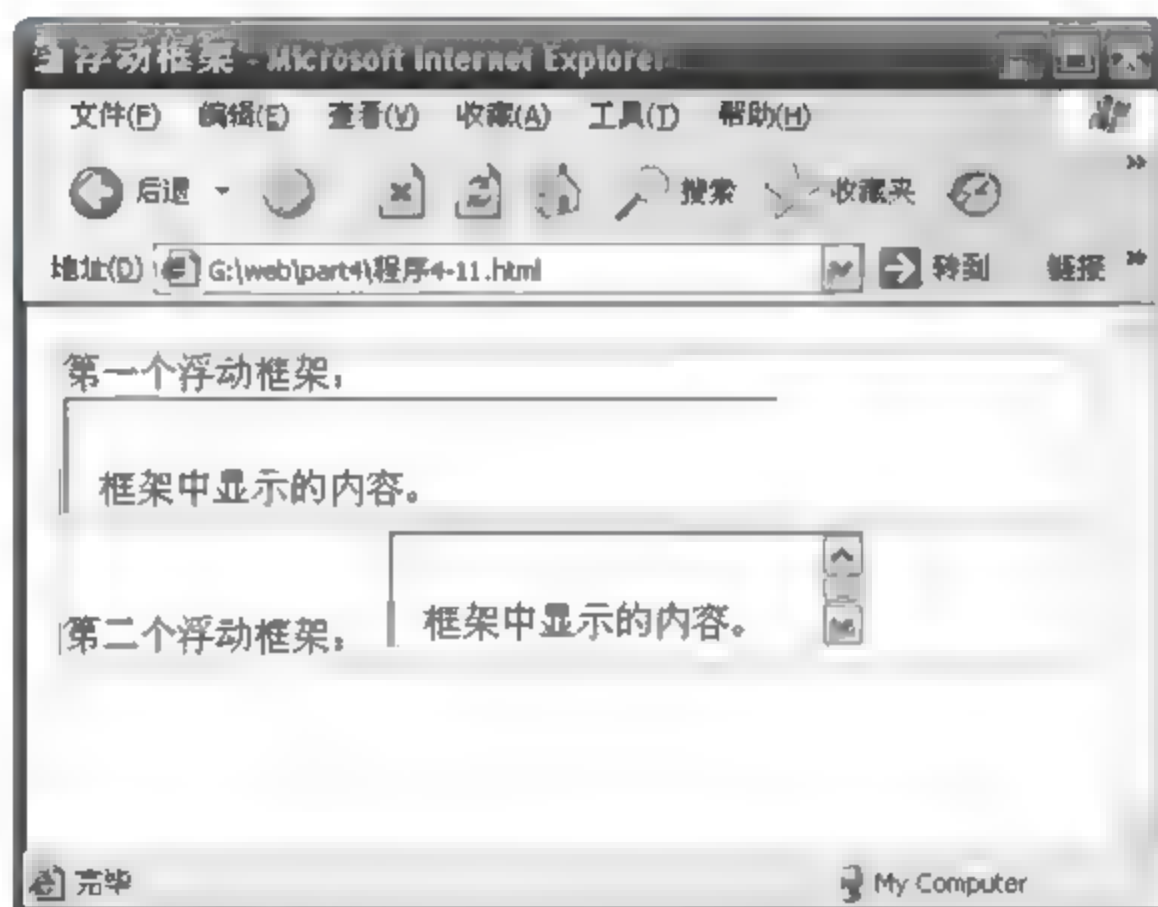 浮动框架 - Microsoft Internet Explorer
文件(F) 编辑(E) 查看(V) 收藏(A) 工具(T) 帮助(H)
后退 搜索 收藏夹 »
地址(D) G:\web\part4\程序4-11.html 转到 链接 »
第一个浮动框架：
框架中显示的内容。
第二个浮动框架： 框架中显示的内容。
完毕 My Computer